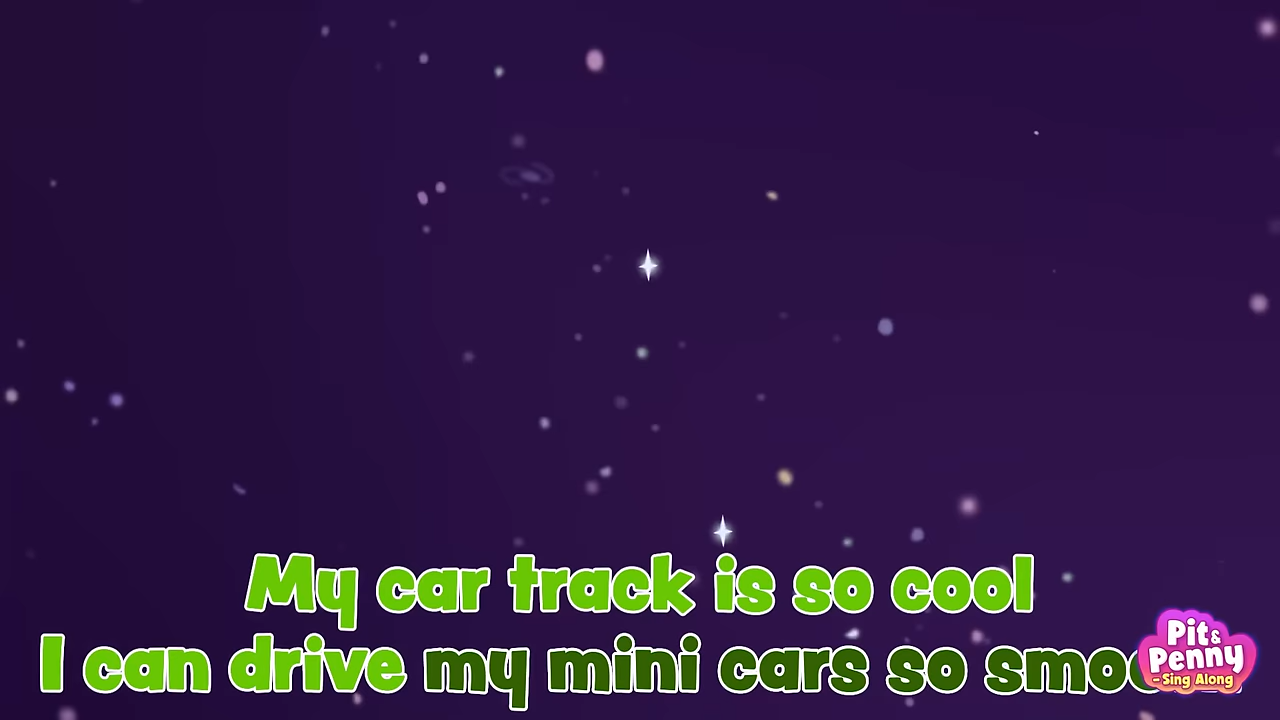 My car track is so cool
I can drive my mini cars so
Pit &
Penny
- Sing Along